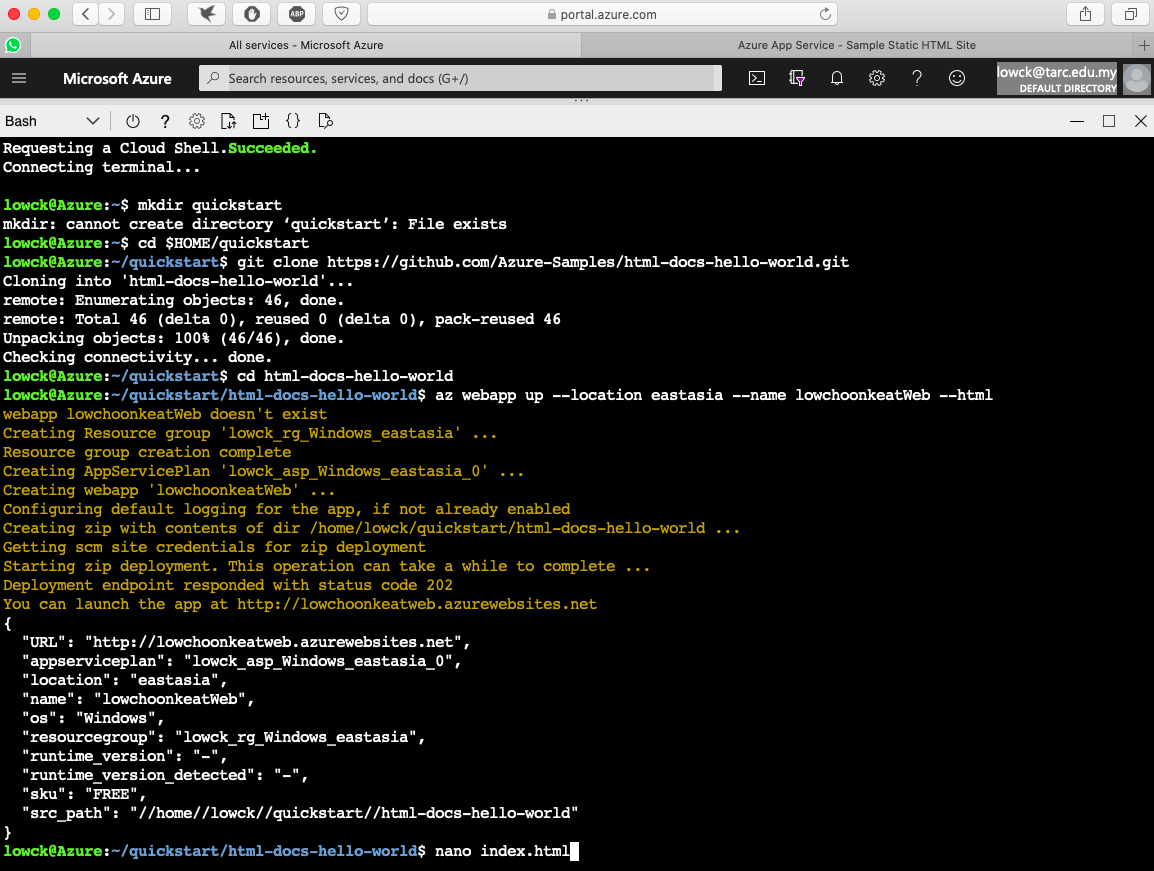 portal.azure.com
ABP
All services - Microsoft Azure
Azure App Service - Sample Static HTML Site
Microsoft Azure
Search resources, services, and docs (G+/)
lowck@tarc.edu.my
DEFAULT DIRECTORY
Bash
Requesting a Cloud Shell.Succeeded.
Connecting terminal...
lowck@Azure:~$ mkdir quickstart
mkdir: cannot create directory ‘quickstart’: File exists
lowck@Azure:~$ cd $HOME/quickstart
lowck@Azure:~/quickstart$ git clone https://github.com/Azure-Samples/html-docs-hello-world.git
Cloning into 'html-docs-hello-world'...
remote: Enumerating objects: 46, done.
remote: Total 46 (delta 0), reused 0 (delta 0), pack-reused 46
Unpacking objects: 100% (46/46), done.
Checking connectivity... done.
lowck@Azure:~/quickstart$ cd html-docs-hello-world
lowck@Azure:~/quickstart/html-docs-hello-world$ az webapp up --location eastasia --name lowchoonkeatWeb --html
webapp lowchoonkeatWeb doesn't exist
Creating Resource group 'lowck_rg_Windows_eastasia' ...
Resource group creation complete
Creating AppServicePlan 'lowck_asp_Windows_eastasia_0' ...
Creating webapp 'lowchoonkeatWeb' ...
Configuring default logging for the app, if not already enabled
Creating zip with contents of dir /home/lowck/quickstart/html-docs-hello-world ...
Getting scm site credentials for zip deployment
Starting zip deployment. This operation can take a while to complete ...
Deployment endpoint responded with status code 202
You can launch the app at http://lowchoonkeatweb.azurewebsites.net
{
  "URL": "http://lowchoonkeatweb.azurewebsites.net",
  "appserviceplan": "lowck_asp_Windows_eastasia_0",
  "location": "eastasia",
  "name": "lowchoonkeatWeb",
  "os": "Windows",
  "resourcegroup": "lowck_rg_Windows_eastasia",
  "runtime_version": "-",
  "runtime_version_detected": "-",
  "sku": "FREE",
  "src_path": "//home//lowck//quickstart//html-docs-hello-world"
}
lowck@Azure:~/quickstart/html-docs-hello-world$ nano index.html